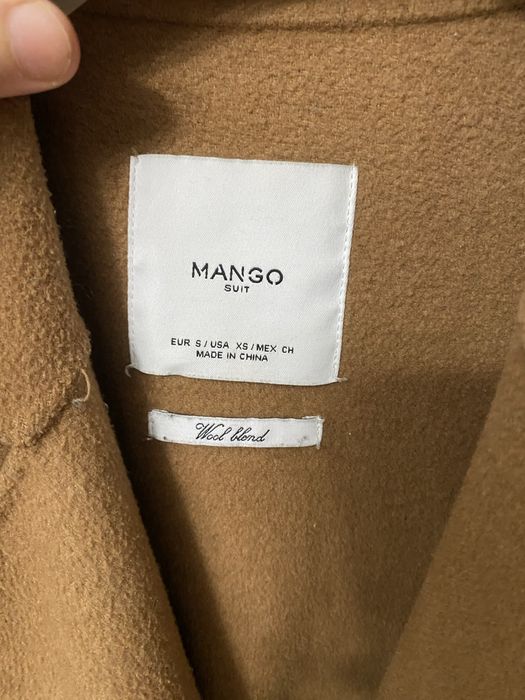 MANGO
SUIT
EUR S / USA XS / MEX CH
MADE IN CHINA
Wool blend